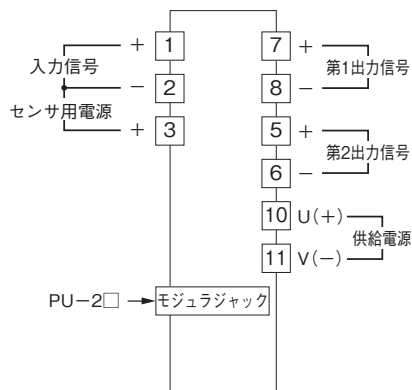 + 1
入力信号
− 2
センサ用電源
+ 3
7 +
第1出力信号
8 −
5 +
第2出力信号
6 −
10 U(+)
供給電源
11 V(−)
PU−2□ モジュラジャック